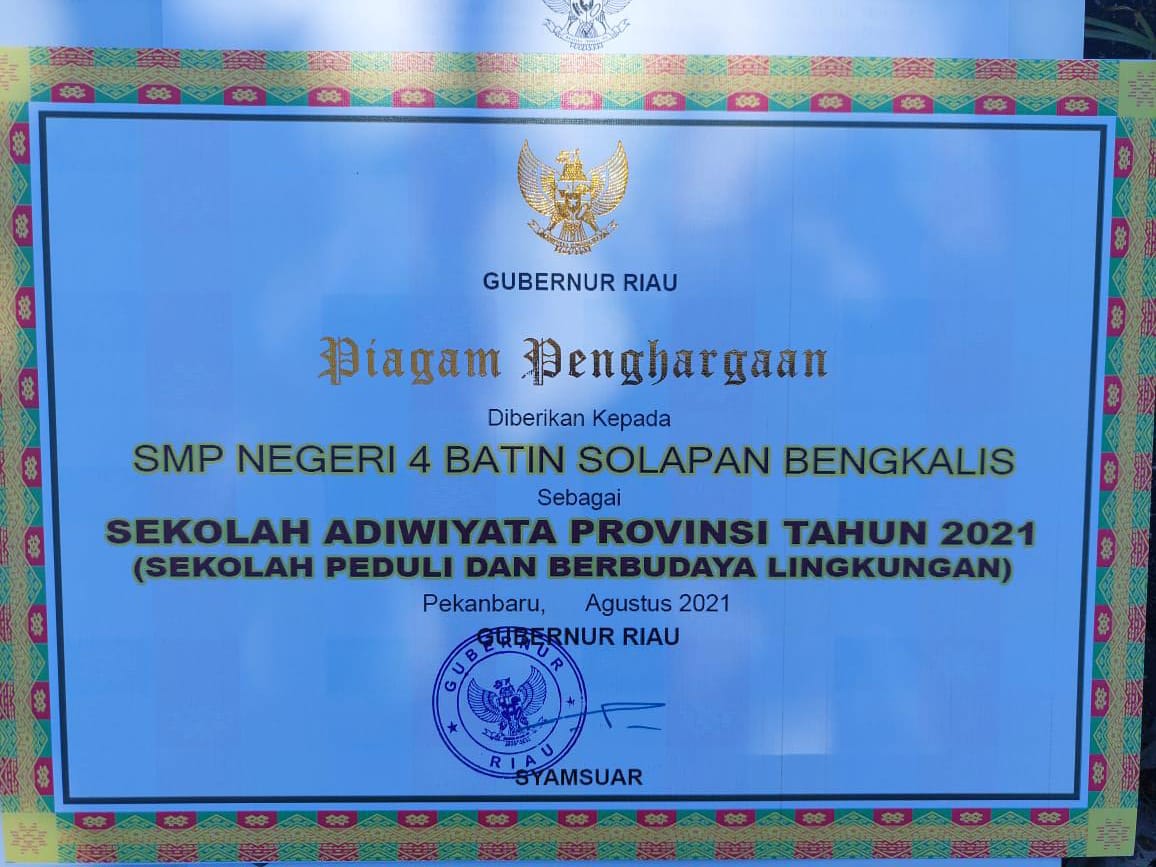 GUBERNUR RIAU
Piagam Penghargaan
Diberikan Kepada
SMP NEGERI 4 BATIN SOLAPAN BENGKALIS
Sebagai
SEKOLAH ADIWIYATA PROVINSI TAHUN 2021
(SEKOLAH PEDULI DAN BERBUDAYA LINGKUNGAN)
Pekanbaru, Agustus 2021
GUBERNUR RIAU
GUBERNUR
RIAU
SYAMSUAR